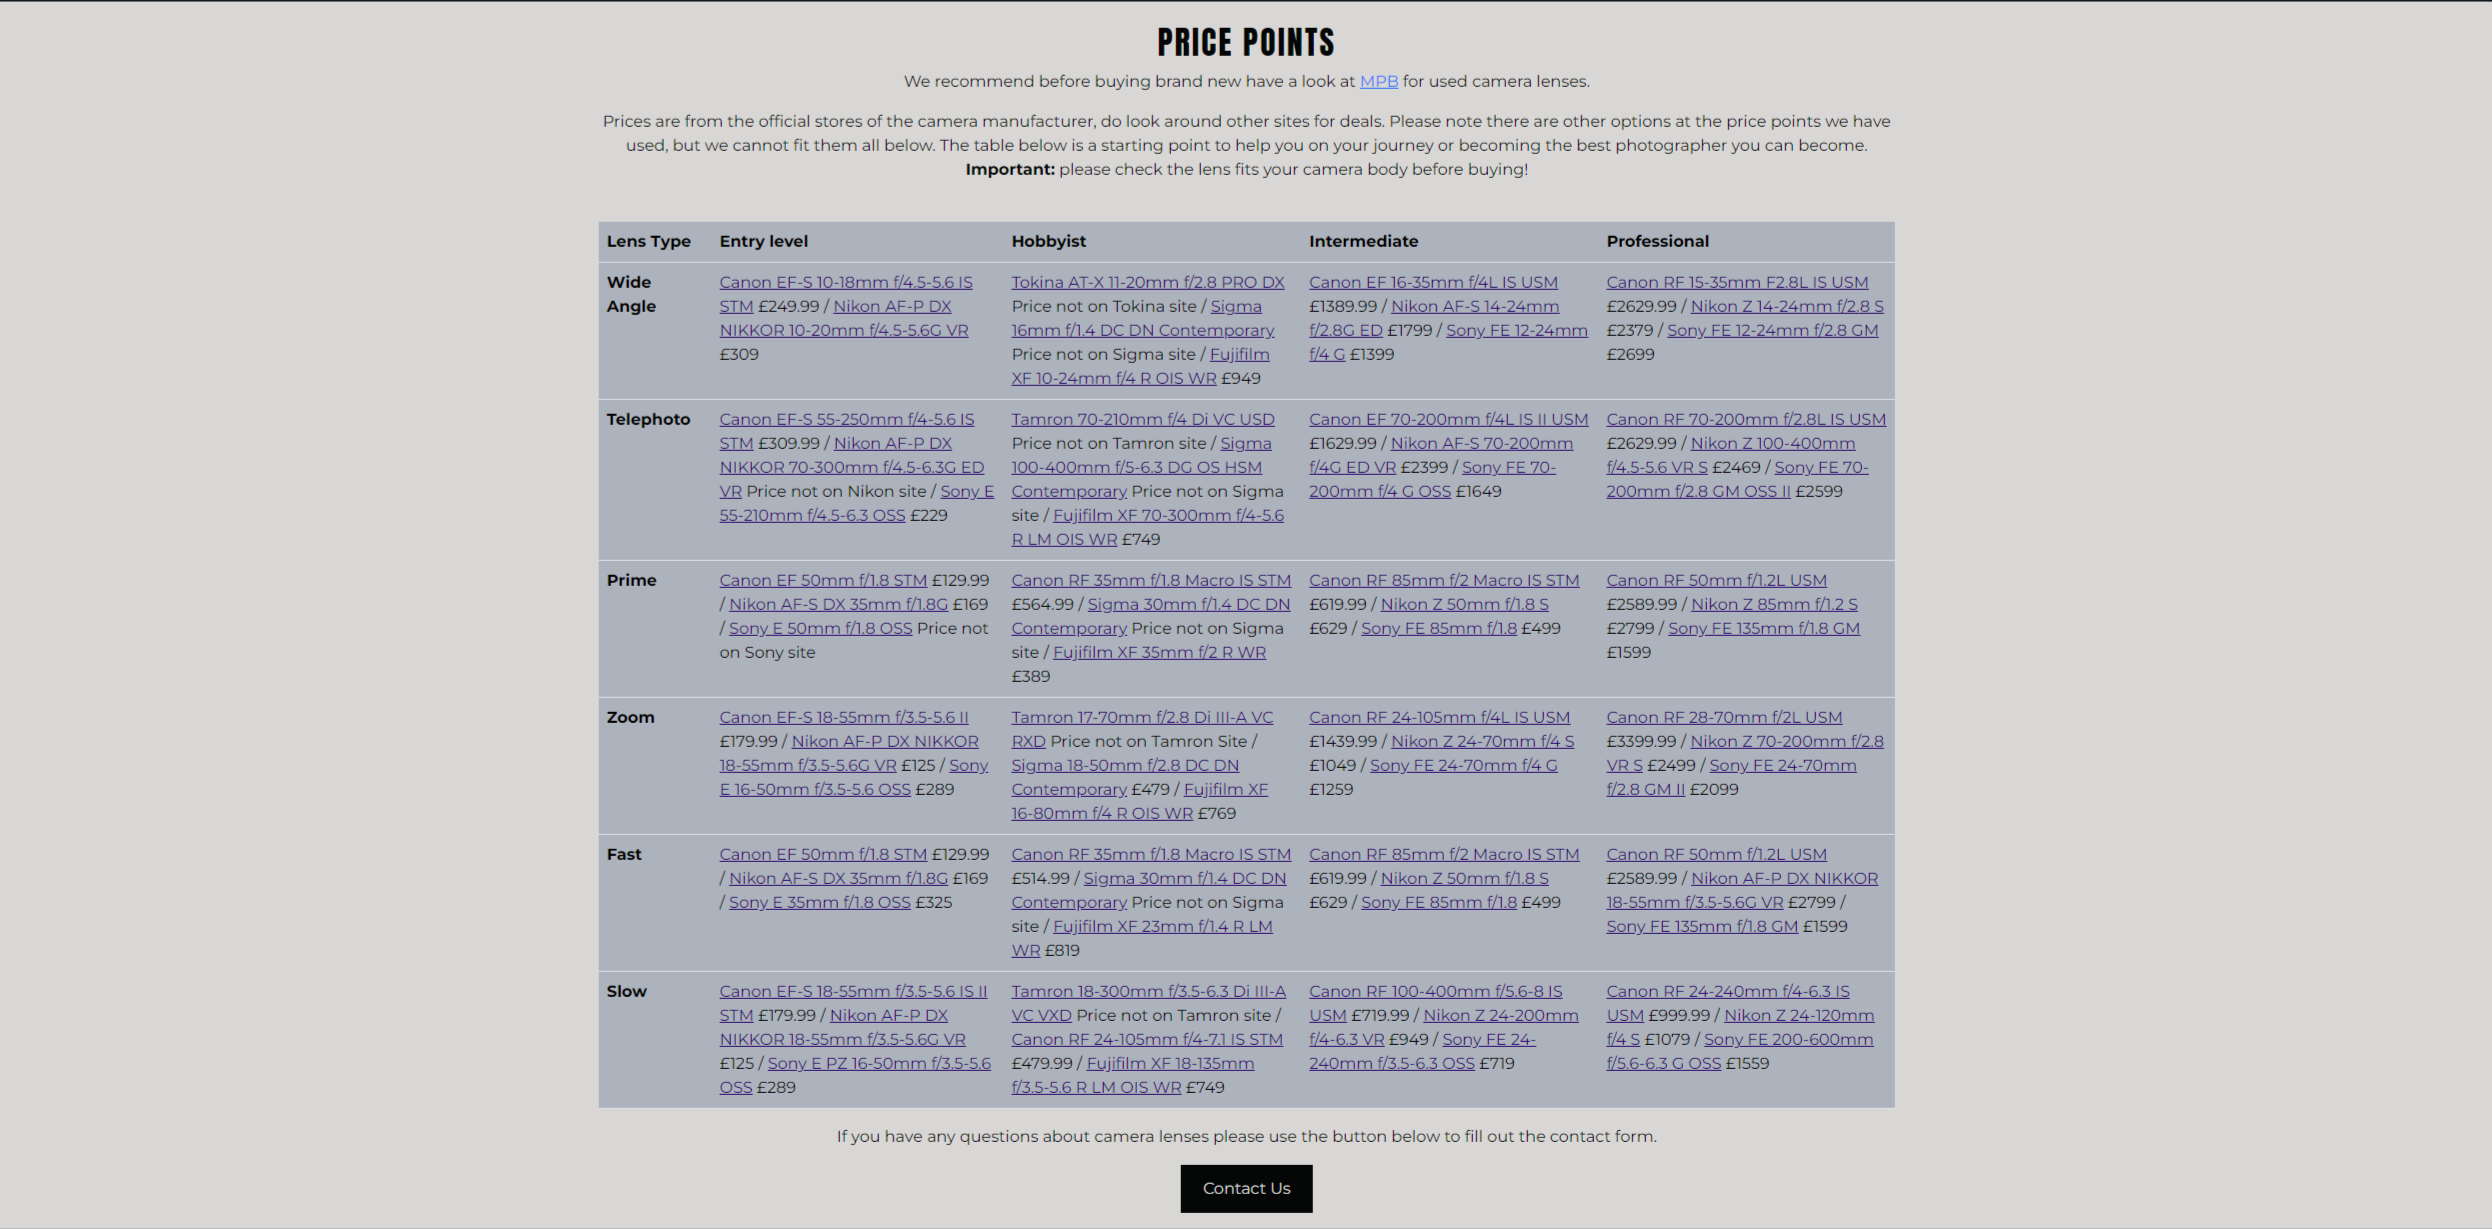 PRICE POINTS
We recommend before buying brand new have a look at MPB for used camera lenses.
Prices are from the official stores of the camera manufacturer, do look around other sites for deals. Please note there are other options at the price points we have
used, but we cannot fit them all below. The table below is a starting point to help you on your journey or becoming the best photographer you can become.
Important: please check the lens fits your camera body before buying!
Lens Type Entry level Hobbyist Intermediate Professional
Wide
Angle
Canon EF-S 10-18mm f/4.5-5.6 IS
STM £249.99 / Nikon AF-P DX
NIKKOR 10-20mm f/4.5-5.6G VR
£309
Tokina AT-X 11-20mm f/2.8 PRO DX
Price not on Tokina site / Sigma
16mm f/1.4 DC DN Contemporary
Price not on Sigma site / Fujifilm
XF 10-24mm f/4 R OIS WR £949
Canon EF 16-35mm f/4L IS USM
£1389.99 / Nikon AF-S 14-24mm
f/2.8G ED £1799 / Sony FE 12-24mm
f/4 G £1399
Canon RF 15-35mm F2.8L IS USM
£2629.99 / Nikon Z 14-24mm f/2.8 S
£2379 / Sony FE 12-24mm f/2.8 GM
£2699
Telephoto
Canon EF-S 55-250mm f/4-5.6 IS
STM £309.99 / Nikon AF-P DX
NIKKOR 70-300mm f/4.5-6.3G ED
VR Price not on Nikon site / Sony E
55-210mm f/4.5-6.3 OSS £229
Tamron 70-210mm f/4 Di VC USD
Price not on Tamron site / Sigma
100-400mm f/5-6.3 DG OS HSM
Contemporary Price not on Sigma
site / Fujifilm XF 70-300mm f/4-5.6
R LM OIS WR £749
Canon EF 70-200mm f/4L IS II USM
£1629.99 / Nikon AF-S 70-200mm
f/4G ED VR £2399 / Sony FE 70-
200mm f/4 G OSS £1649
Canon RF 70-200mm f/2.8L IS USM
£2629.99 / Nikon Z 100-400mm
f/4.5-5.6 VR S £2469 / Sony FE 70-
200mm f/2.8 GM OSS II £2599
Prime
Canon EF 50mm f/1.8 STM £129.99
/ Nikon AF-S DX 35mm f/1.8G £169
/ Sony E 50mm f/1.8 OSS Price not
on Sony site
Canon RF 35mm f/1.8 Macro IS STM
£564.99 / Sigma 30mm f/1.4 DC DN
Contemporary Price not on Sigma
site / Fujifilm XF 35mm f/2 R WR
£389
Canon RF 85mm f/2 Macro IS STM
£619.99 / Nikon Z 50mm f/1.8 S
£629 / Sony FE 85mm f/1.8 £499
Canon RF 50mm f/1.2L USM
£2589.99 / Nikon Z 85mm f/1.2 S
£2799 / Sony FE 135mm f/1.8 GM
£1599
Zoom
Canon EF-S 18-55mm f/3.5-5.6 II
£179.99 / Nikon AF-P DX NIKKOR
18-55mm f/3.5-5.6G VR £125 / Sony
E 16-50mm f/3.5-5.6 OSS £289
Tamron 17-70mm f/2.8 Di III-A VC
RXD Price not on Tamron Site /
Sigma 18-50mm f/2.8 DC DN
Contemporary £479 / Fujifilm XF
16-80mm f/4 R OIS WR £769
Canon RF 24-105mm f/4L IS USM
£1439.99 / Nikon Z 24-70mm f/4 S
£1049 / Sony FE 24-70mm f/4 G
£1259
Canon RF 28-70mm f/2L USM
£3399.99 / Nikon Z 70-200mm f/2.8
VR S £2499 / Sony FE 24-70mm
f/2.8 GM II £2099
Fast
Canon EF 50mm f/1.8 STM £129.99
/ Nikon AF-S DX 35mm f/1.8G £169
/ Sony E 35mm f/1.8 OSS £325
Canon RF 35mm f/1.8 Macro IS STM
£514.99 / Sigma 30mm f/1.4 DC DN
Contemporary Price not on Sigma
site / Fujifilm XF 23mm f/1.4 R LM
WR £819
Canon RF 85mm f/2 Macro IS STM
£619.99 / Nikon Z 50mm f/1.8 S
£629 / Sony FE 85mm f/1.8 £499
Canon RF 50mm f/1.2L USM
£2589.99 / Nikon AF-P DX NIKKOR
18-55mm f/3.5-5.6G VR £2799 /
Sony FE 135mm f/1.8 GM £1599
Slow
Canon EF-S 18-55mm f/3.5-5.6 IS II
STM £179.99 / Nikon AF-P DX
NIKKOR 18-55mm f/3.5-5.6G VR
£125 / Sony E PZ 16-50mm f/3.5-5.6
OSS £289
Tamron 18-300mm f/3.5-6.3 Di III-A
VC VXD Price not on Tamron site /
Canon RF 24-105mm f/4-7.1 IS STM
£479.99 / Fujifilm XF 18-135mm
f/3.5-5.6 R LM OIS WR £749
Canon RF 100-400mm f/5.6-8 IS
USM £719.99 / Nikon Z 24-200mm
f/4-6.3 VR £949 / Sony FE 24-
240mm f/3.5-6.3 OSS £719
Canon RF 24-240mm f/4-6.3 IS
USM £999.99 / Nikon Z 24-120mm
f/4 S £1079 / Sony FE 200-600mm
f/5.6-6.3 G OSS £1559
If you have any questions about camera lenses please use the button below to fill out the contact form.
Contact Us